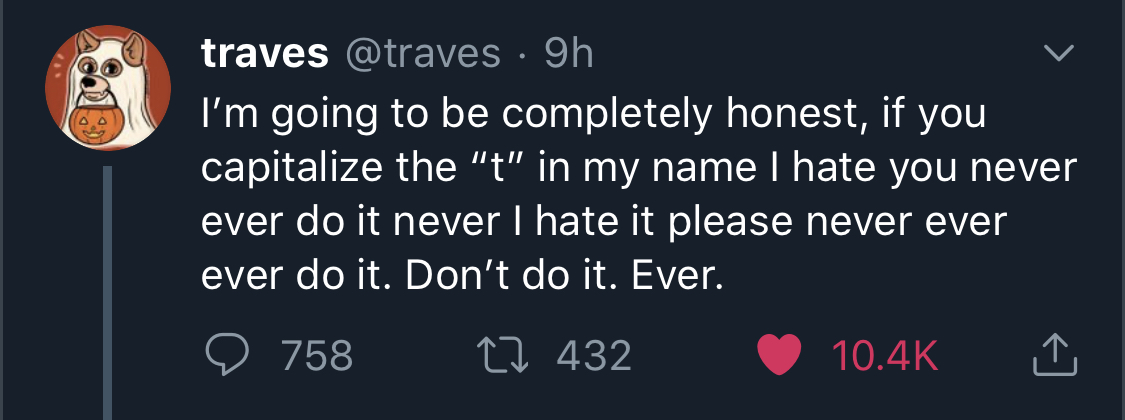 traves @traves · 9h
I’m going to be completely honest, if you
capitalize the “t” in my name I hate you never
ever do it never I hate it please never ever
ever do it. Don’t do it. Ever.
758 432 10.4K